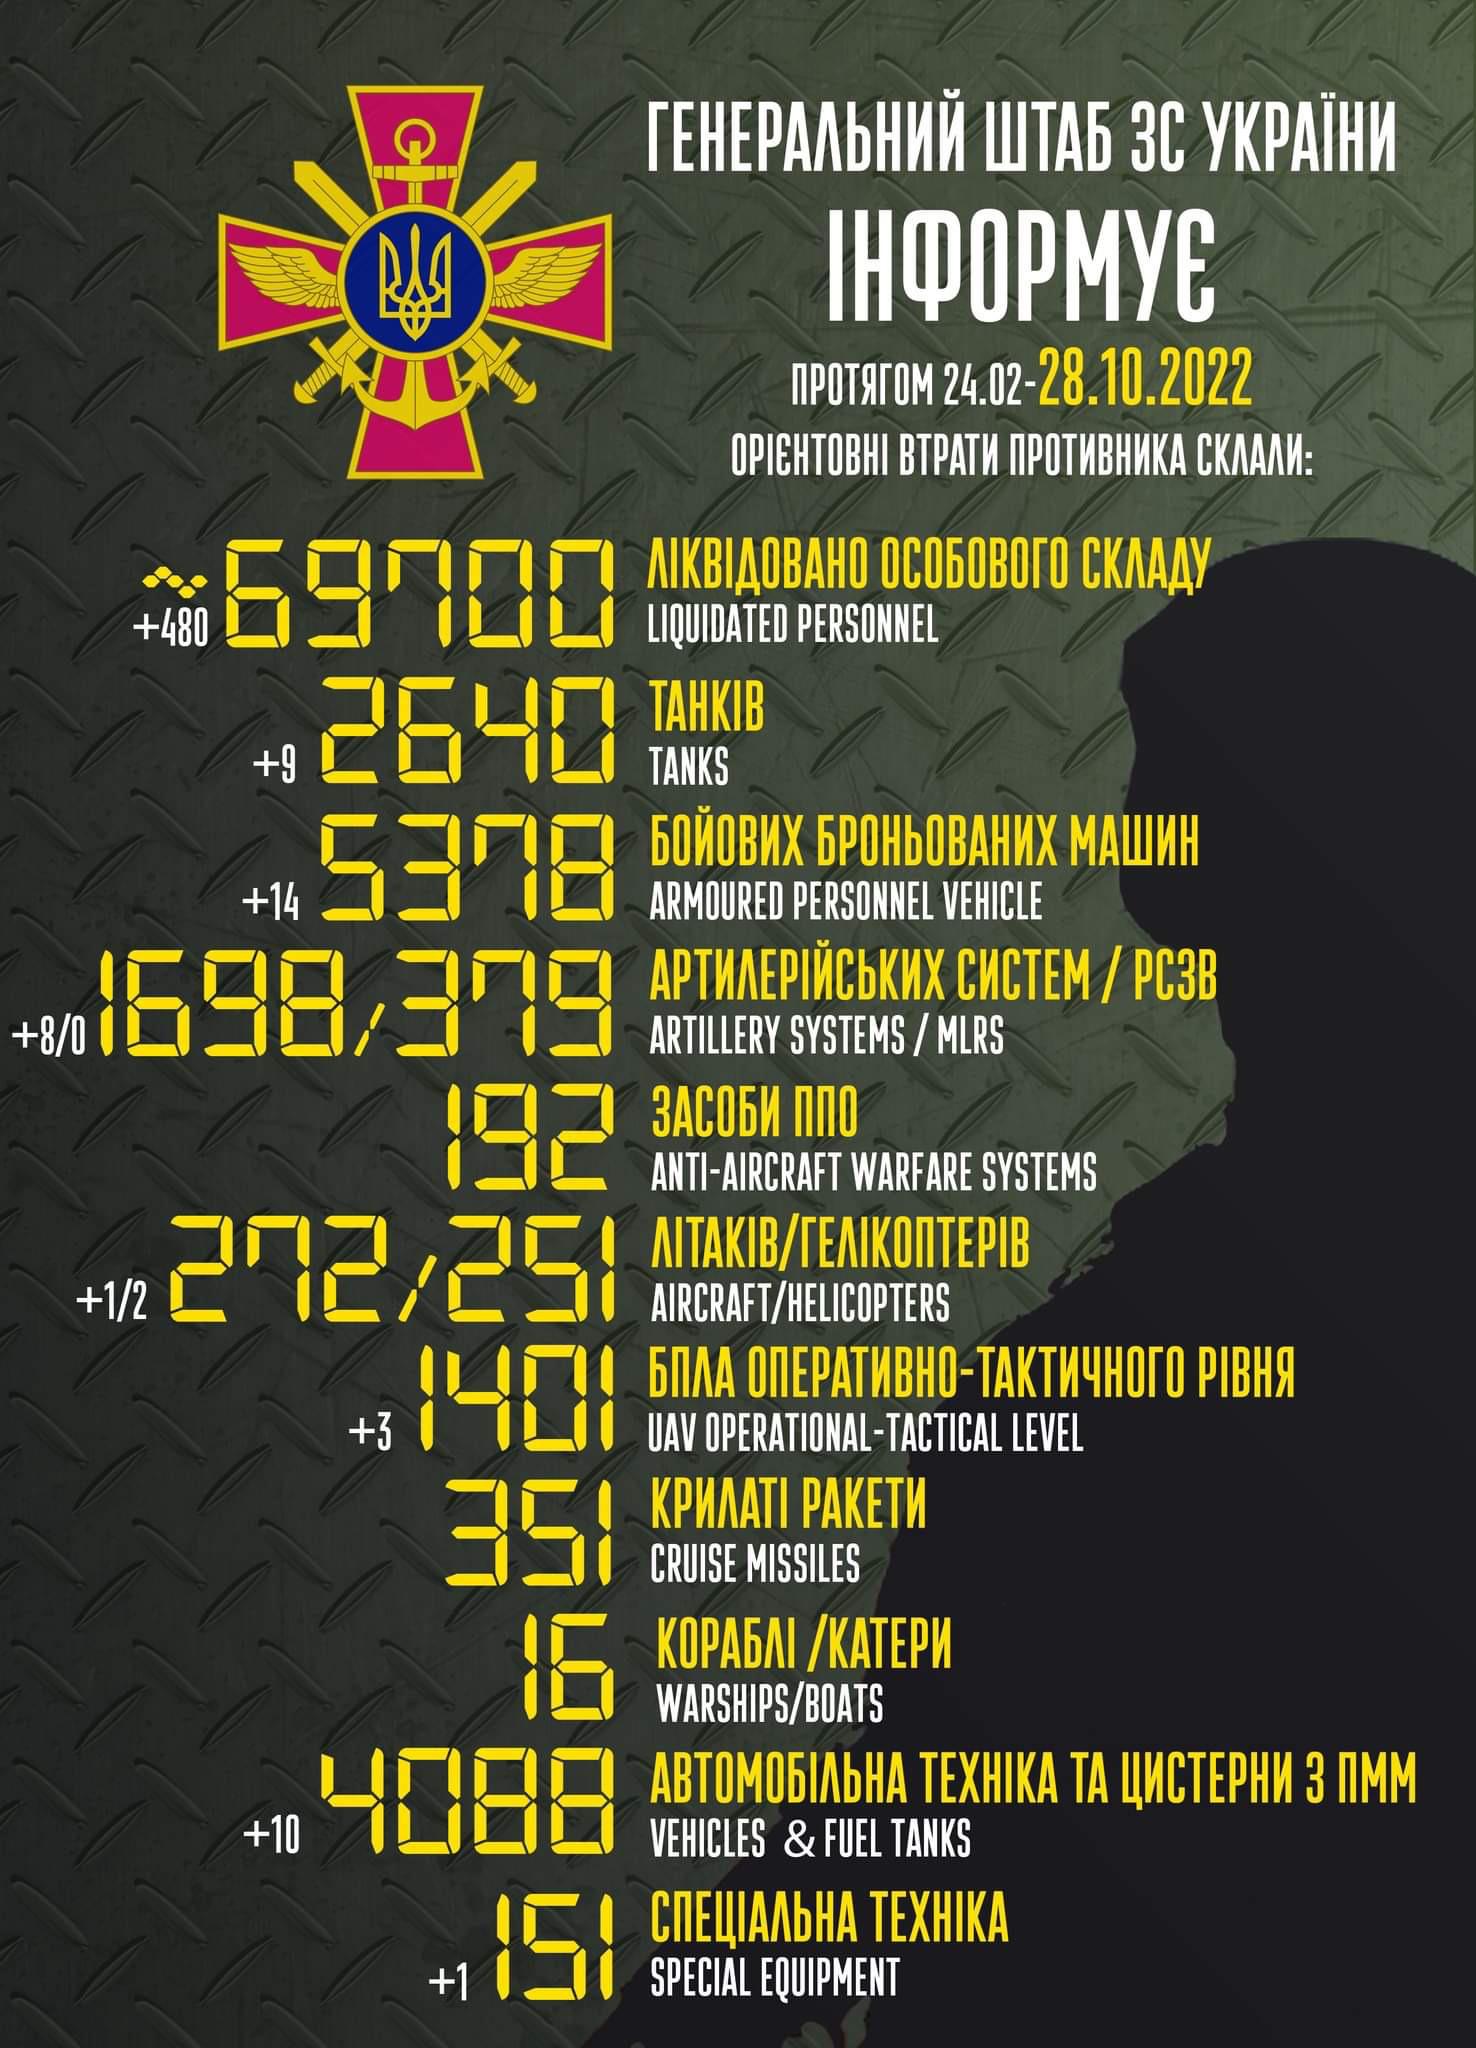 ГЕНЕРАЛЬНИЙ ШТАБ ЗС УКРАЇНИ
ІНФОРМУЄ
ПРОТЯГОМ 24.02-28.10.2022
ОРІЄНТОВНІ ВТРАТИ ПРОТИВНИКА СКЛАЛИ:
+480 ~69700 ЛІКВІДОВАНО ОСОБОВОГО СКЛАДУ
LIQUIDATED PERSONNEL
+9 2640 ТАНКІВ
TANKS
+14 5378 БОЙОВИХ БРОНЬОВАНИХ МАШИН
ARMOURED PERSONNEL VEHICLE
+8/0 1698/379 АРТИЛЕРІЙСЬКИХ СИСТЕМ / РСЗВ
ARTILLERY SYSTEMS / MLRS
192 ЗАСОБИ ППО
ANTI-AIRCRAFT WARFARE SYSTEMS
+1/2 272/251 ЛІТАКІВ/ГЕЛІКОПТЕРІВ
AIRCRAFT/HELICOPTERS
+3 1401 БПЛА ОПЕРАТИВНО-ТАКТИЧНОГО РІВНЯ
UAV OPERATIONAL-TACTICAL LEVEL
351 КРИЛАТІ РАКЕТИ
CRUISE MISSILES
16 КОРАБЛІ /КАТЕРИ
WARSHIPS/BOATS
+10 4088 АВТОМОБІЛЬНА ТЕХНІКА ТА ЦИСТЕРНИ З ПММ
VEHICLES & FUEL TANKS
+1 151 СПЕЦІАЛЬНА ТЕХНІКА
SPECIAL EQUIPMENT